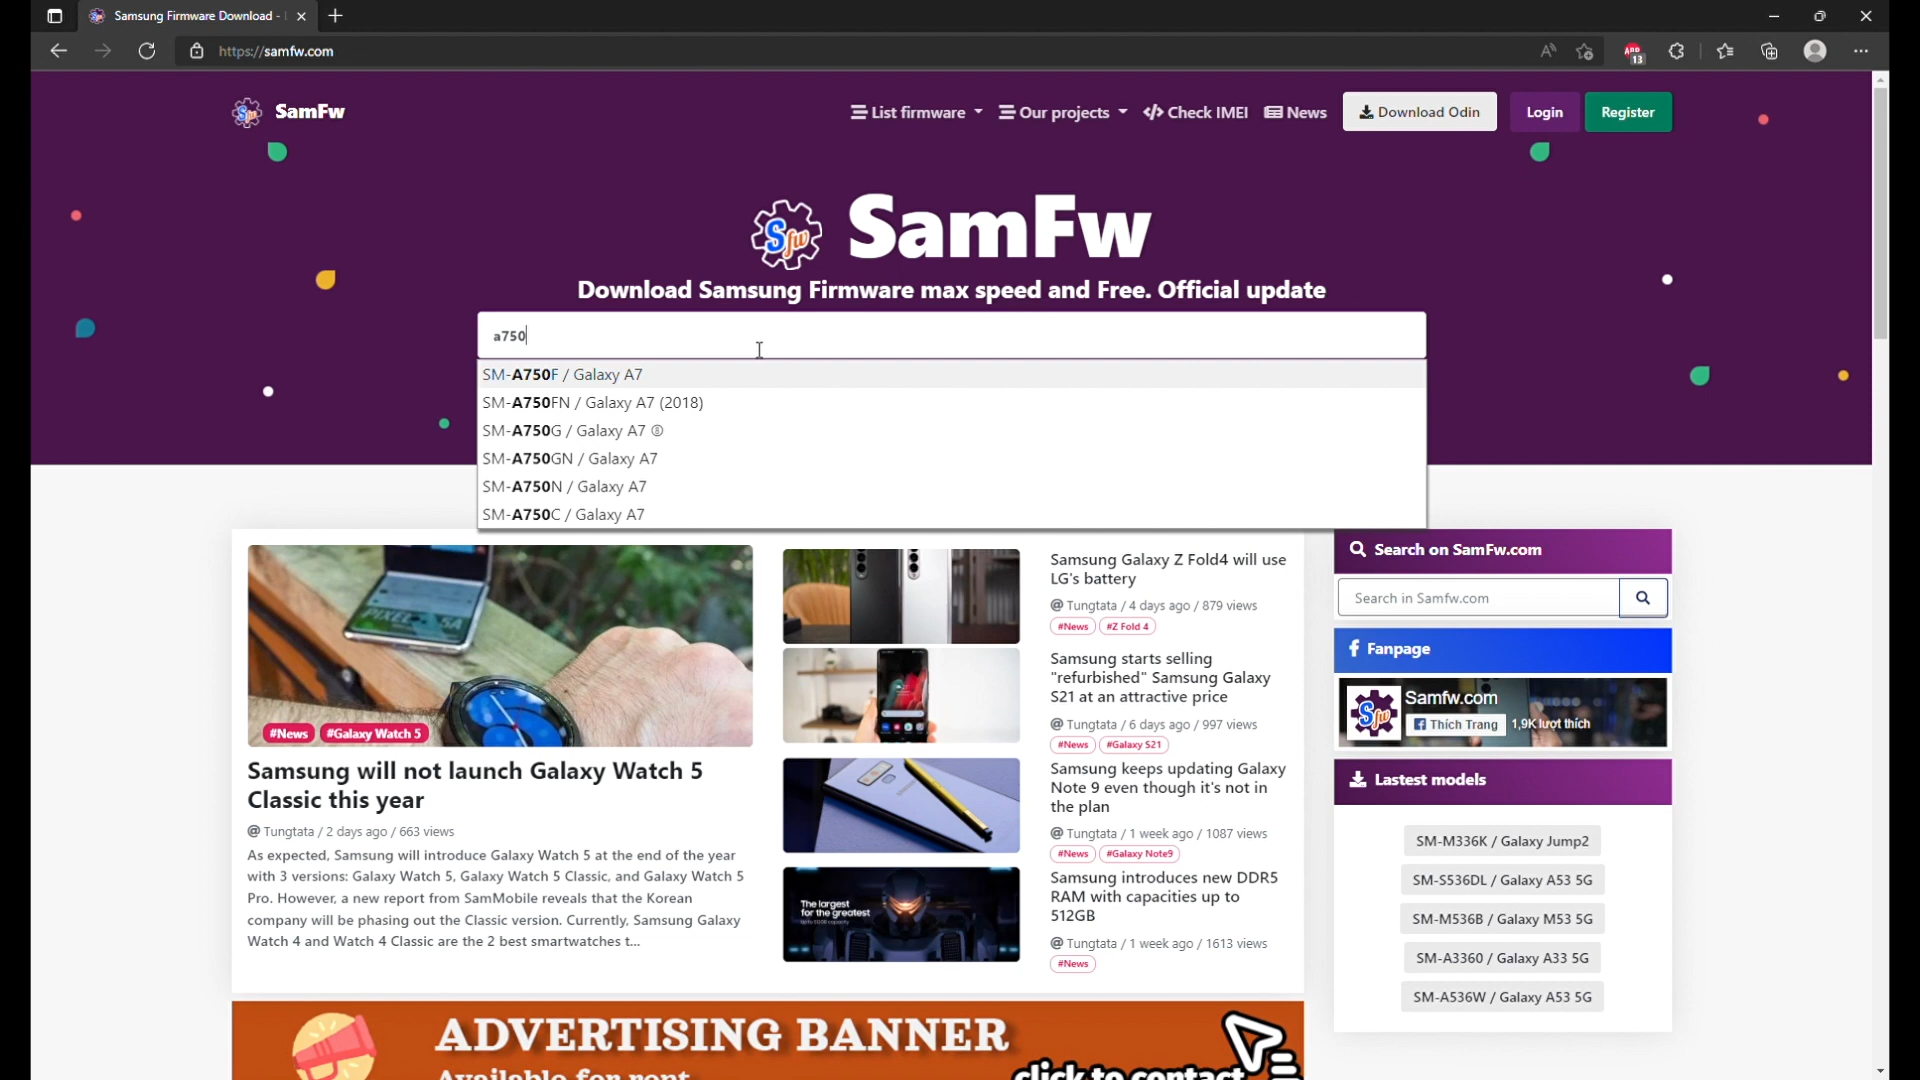 Samsung Firmware Download -
https://samfw.com
13
SamFw
List firmware
Our projects
Check IMEI
News
Download Odin
Login
Register
Sfw SamFw
Download Samsung Firmware max speed and Free. Official update
a750
SM-A750F / Galaxy A7
SM-A750FN / Galaxy A7 (2018)
SM-A750G / Galaxy A7
SM-A750GN / Galaxy A7
SM-A750N / Galaxy A7
SM-A750C / Galaxy A7
#News #Galaxy Watch 5
Samsung will not launch Galaxy Watch 5
Classic this year
@ Tungtata / 2 days ago / 663 views
As expected, Samsung will introduce Galaxy Watch 5 at the end of the year
with 3 versions: Galaxy Watch 5, Galaxy Watch 5 Classic, and Galaxy Watch 5
Pro. However, a new report from SamMobile reveals that the Korean
company will be phasing out the Classic version. Currently, Samsung Galaxy
Watch 4 and Watch 4 Classic are the 2 best smartwatches t...
Samsung Galaxy Z Fold4 will use
LG's battery
@ Tungtata / 4 days ago / 879 views
#News #Z Fold 4
Samsung starts selling
"refurbished" Samsung Galaxy
S21 at an attractive price
@ Tungtata / 6 days ago / 997 views
#News #Galaxy S21
Samsung keeps updating Galaxy
Note 9 even though it's not in
the plan
@ Tungtata / 1 week ago / 1087 views
#News #Galaxy Note9
The largest
for the greatest
Samsung introduces new DDR5
RAM with capacities up to
512GB
@ Tungtata / 1 week ago / 1613 views
#News
Search on SamFw.com
Search in Samfw.com
Fanpage
Sfw Samfw.com
Thích Trang 1,9K lượt thích
Lastest models
SM-M336K / Galaxy Jump2
SM-S536DL / Galaxy A53 5G
SM-M536B / Galaxy M53 5G
SM-A3360 / Galaxy A33 5G
SM-A536W / Galaxy A53 5G
ADVERTISING BANNER
Available for rent
click to contact